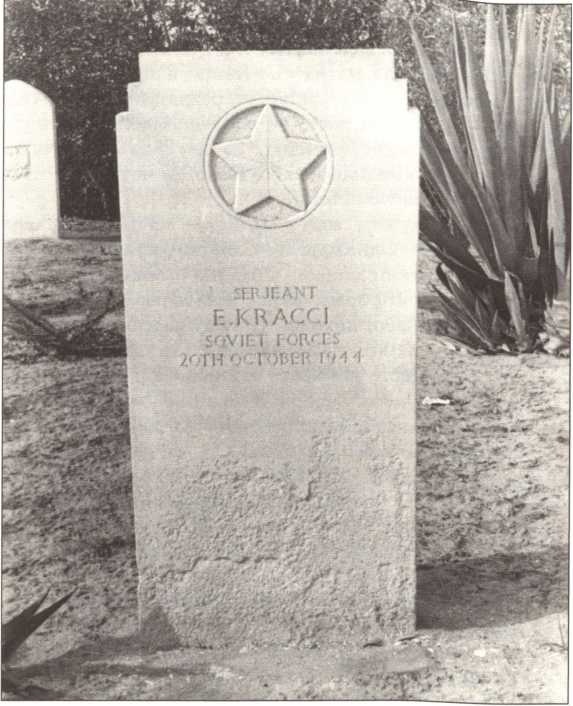 SERJEANT
E. KRACCI
SOVIET FORCES
20TH OCTOBER 1944